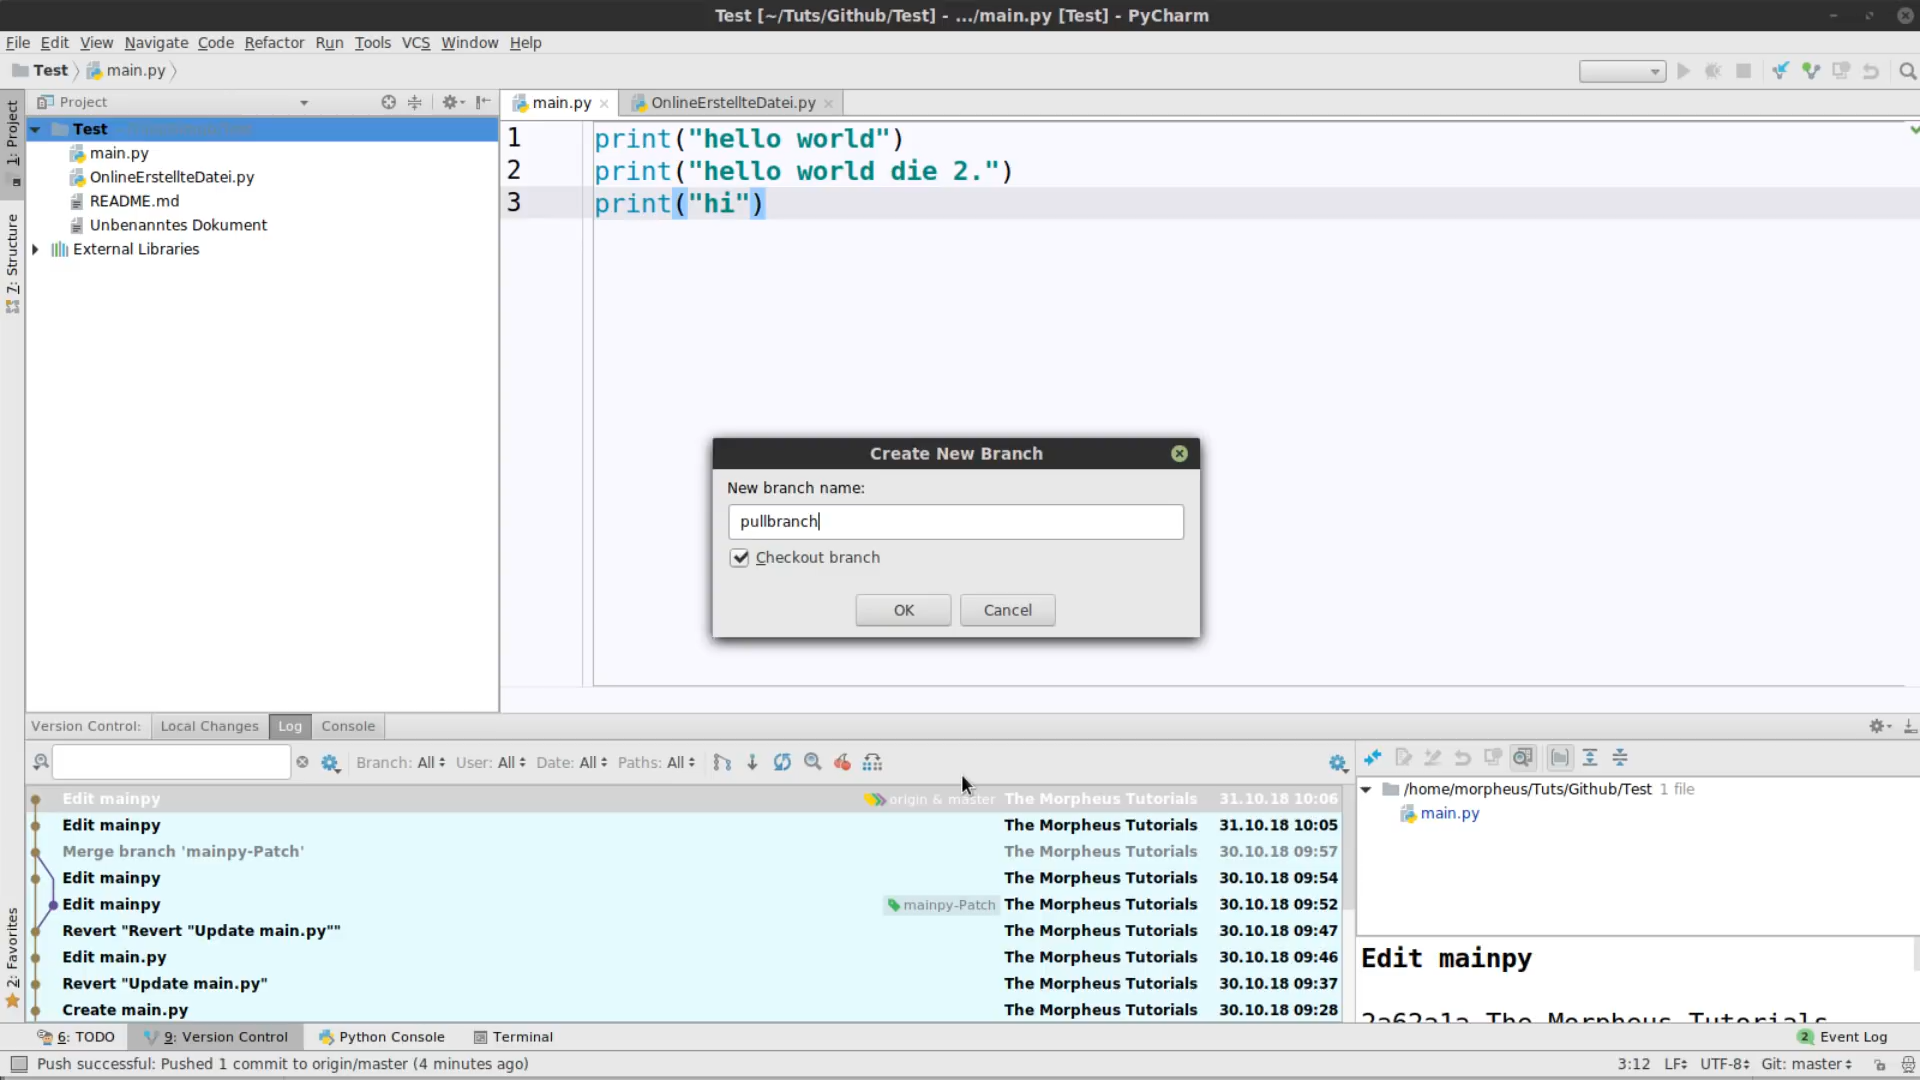 Test [~/Tuts/Github/Test] - .../main.py [Test] - PyCharm
File Edit View Navigate Code Refactor Run Tools VCS Window Help
Test main.py
1: Project
7: Structure
2: Favorites
Project
Test
main.py
OnlineErstellteDatei.py
README.md
Unbenanntes Dokument
External Libraries
main.py OnlineErstellteDatei.py
1 print("hello world")
2 print("hello world die 2.")
3 print("hi")
Create New Branch
New branch name:
pullbranch
Checkout branch
OK Cancel
Version Control: Local Changes Log Console
Branch: All User: All Date: All Paths: All
Edit mainpy origin & master The Morpheus Tutorials 31.10.18 10:06
Edit mainpy The Morpheus Tutorials 31.10.18 10:05
Merge branch 'mainpy-Patch' The Morpheus Tutorials 30.10.18 09:57
Edit mainpy The Morpheus Tutorials 30.10.18 09:54
Edit mainpy mainpy-Patch The Morpheus Tutorials 30.10.18 09:52
Revert "Revert "Update main.py"" The Morpheus Tutorials 30.10.18 09:47
Edit main.py The Morpheus Tutorials 30.10.18 09:46
Revert "Update main.py" The Morpheus Tutorials 30.10.18 09:37
Create main.py The Morpheus Tutorials 30.10.18 09:28
/home/morpheus/Tuts/Github/Test 1 file
main.py
Edit mainpy
2a62a1a The Morpheus Tutorials
6: TODO 9: Version Control Python Console Terminal 2 Event Log
Push successful: Pushed 1 commit to origin/master (4 minutes ago) 3:12 LF UTF-8 Git: master